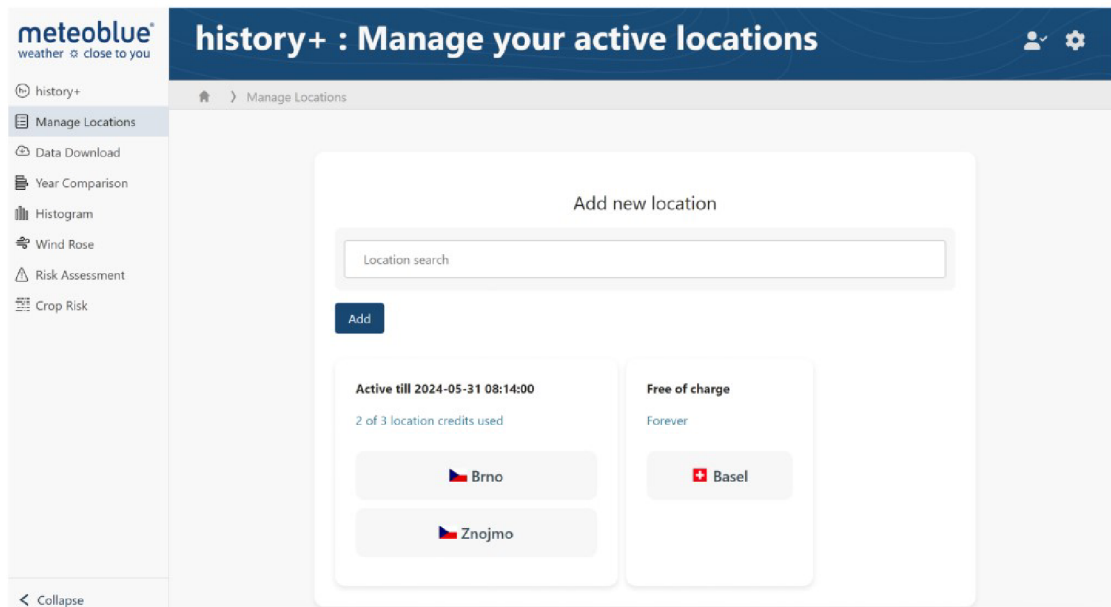 meteoblue®
weather ☼ close to you
history+ : Manage your active locations
history+
Manage Locations
Data Download
Year Comparison
Histogram
Wind Rose
Risk Assessment
Crop Risk
Collapse
Manage Locations
Add new location
Location search
Add
Active till 2024-05-31 08:14:00
2 of 3 location credits used
Brno
Znojmo
Free of charge
Forever
Basel